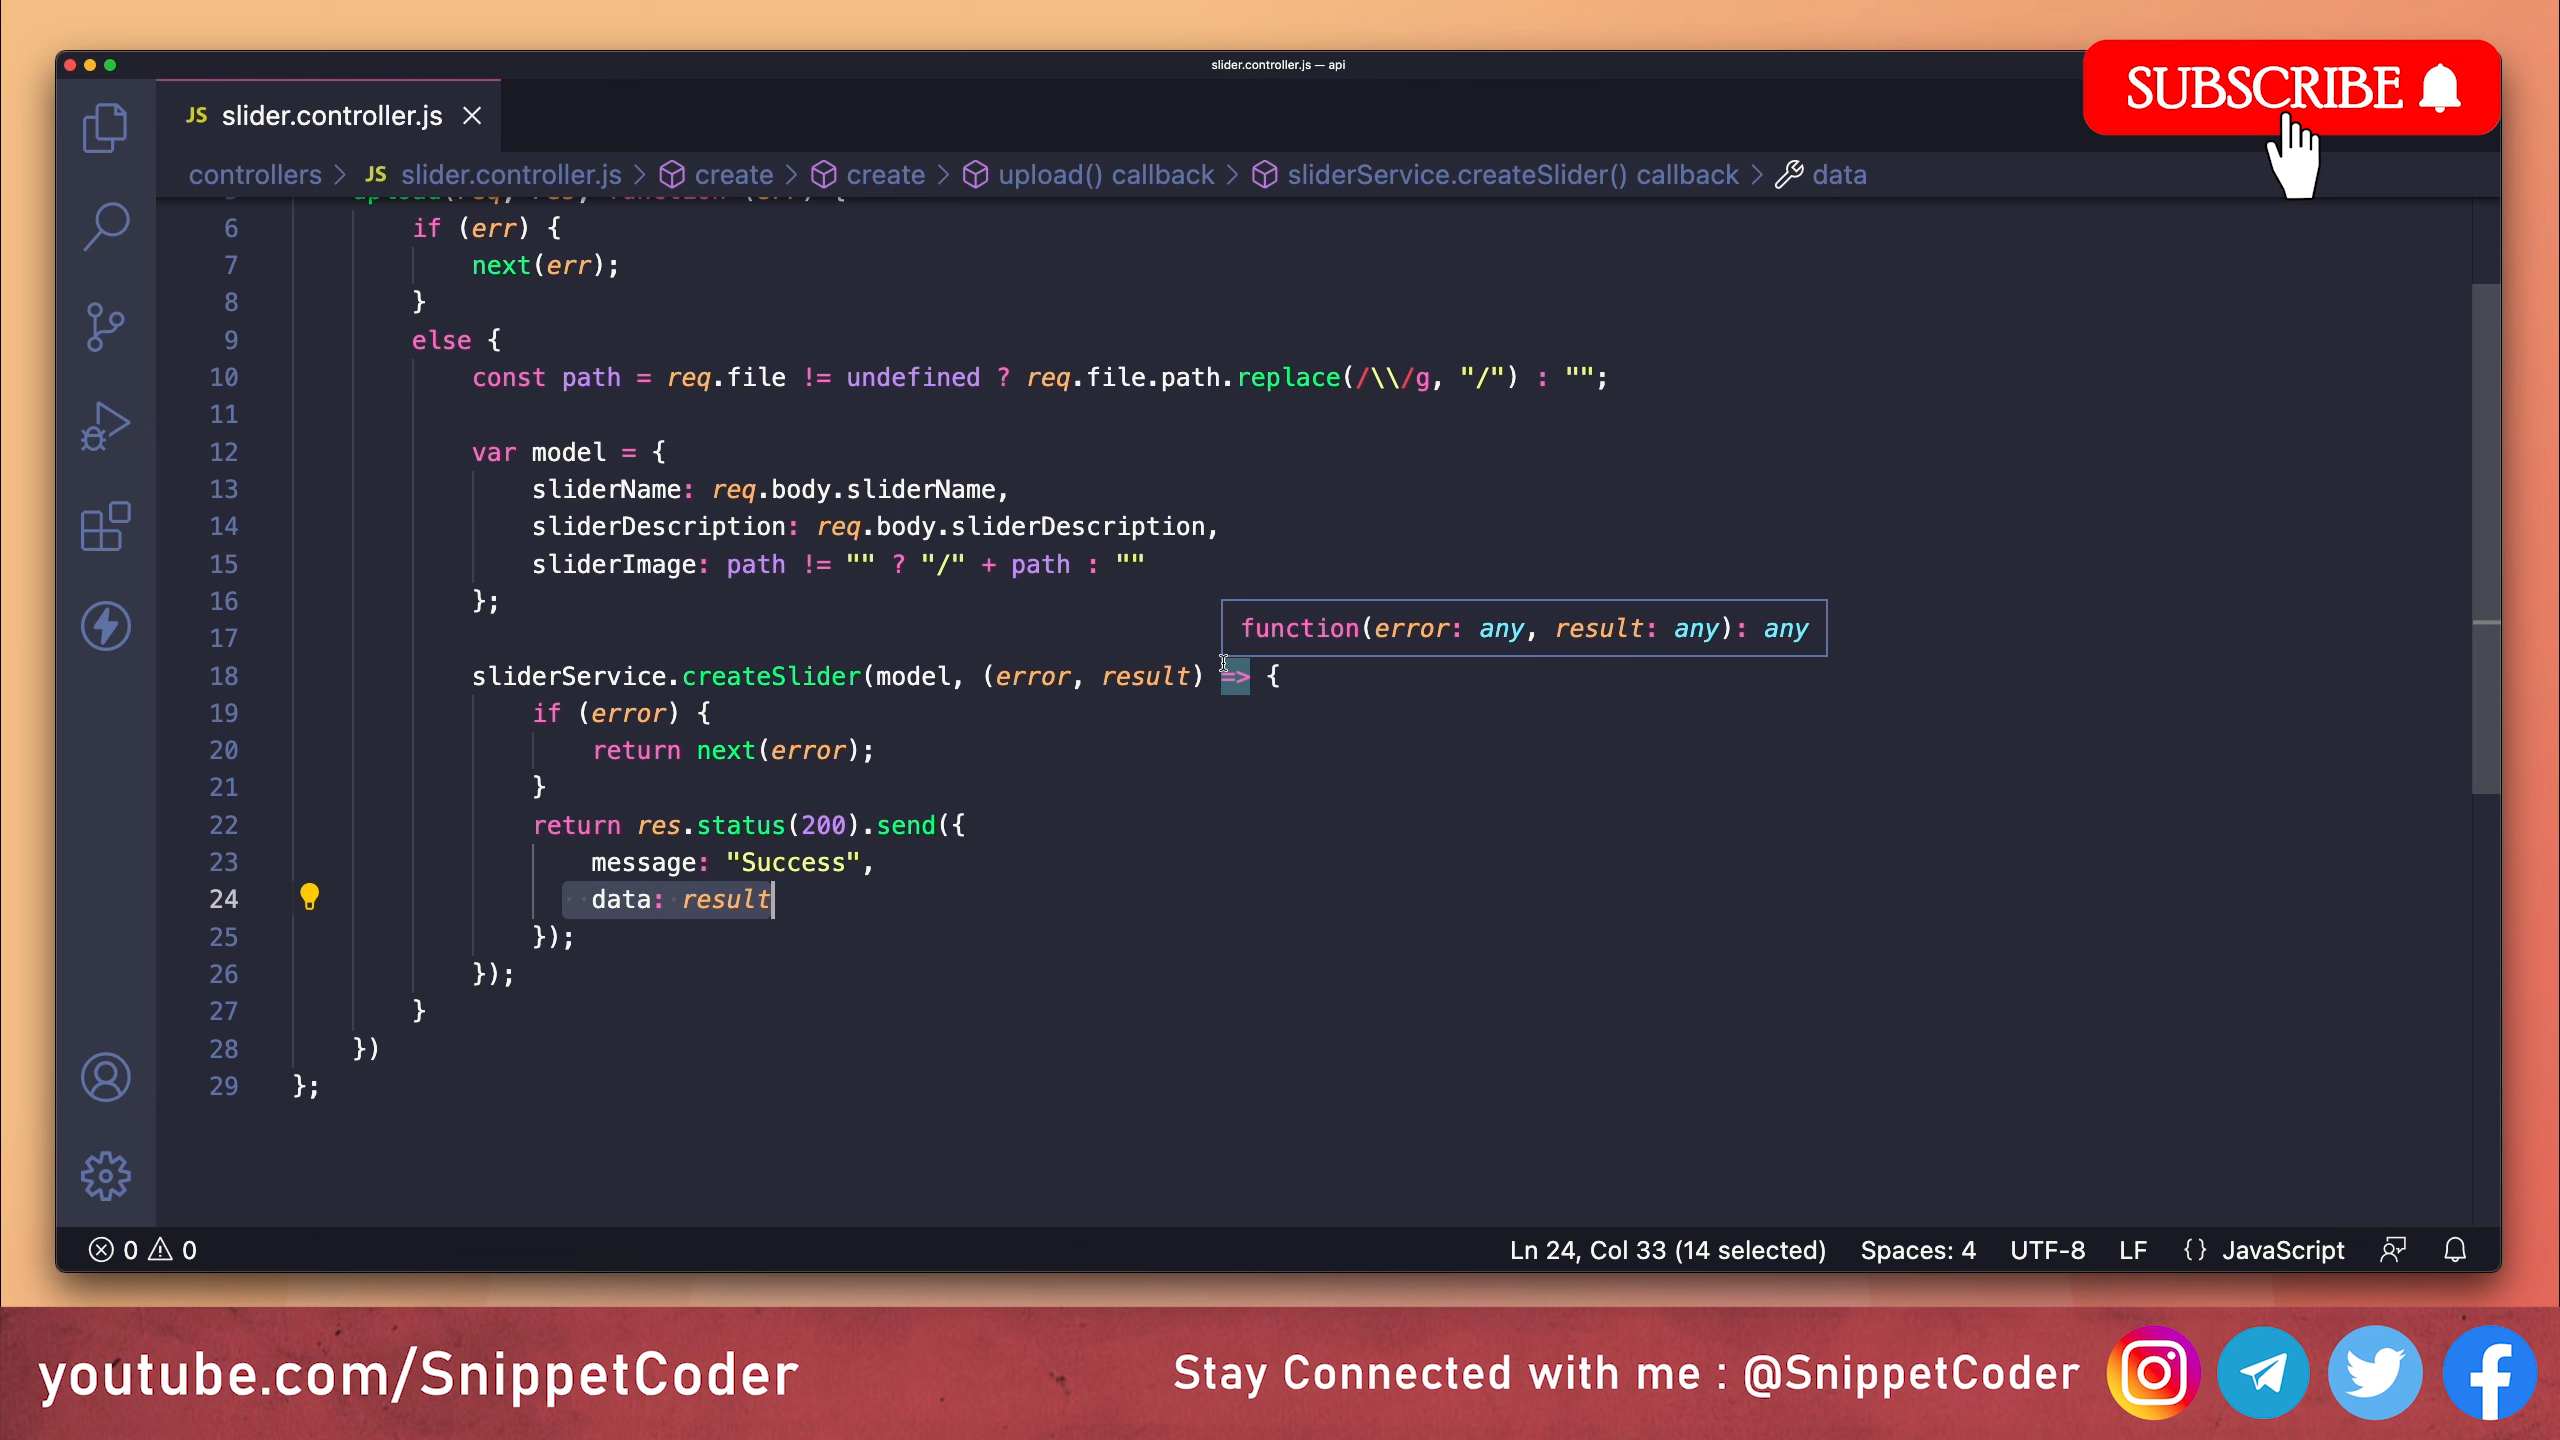 slider.controller.js — api
SUBSCRIBE
JS slider.controller.js
controllers > JS slider.controller.js > create > create > upload() callback > sliderService.createSlider() callback > data
upload(req, res, function (err) {
6 if (err) {
7 next(err);
8 }
9 else {
10 const path = req.file != undefined ? req.file.path.replace(/\\/g, "/") : "";
11
12 var model = {
13 sliderName: req.body.sliderName,
14 sliderDescription: req.body.sliderDescription,
15 sliderImage: path != "" ? "/" + path : ""
16 };
function(error: any, result: any): any
17
18 sliderService.createSlider(model, (error, result) => {
19 if (error) {
20 return next(error);
21 }
22 return res.status(200).send({
23 message: "Success",
24 data: result
25 });
26 });
27 }
28 })
29 };
0 0 Ln 24, Col 33 (14 selected) Spaces: 4 UTF-8 LF {} JavaScript
youtube.com/SnippetCoder Stay Connected with me : @SnippetCoder